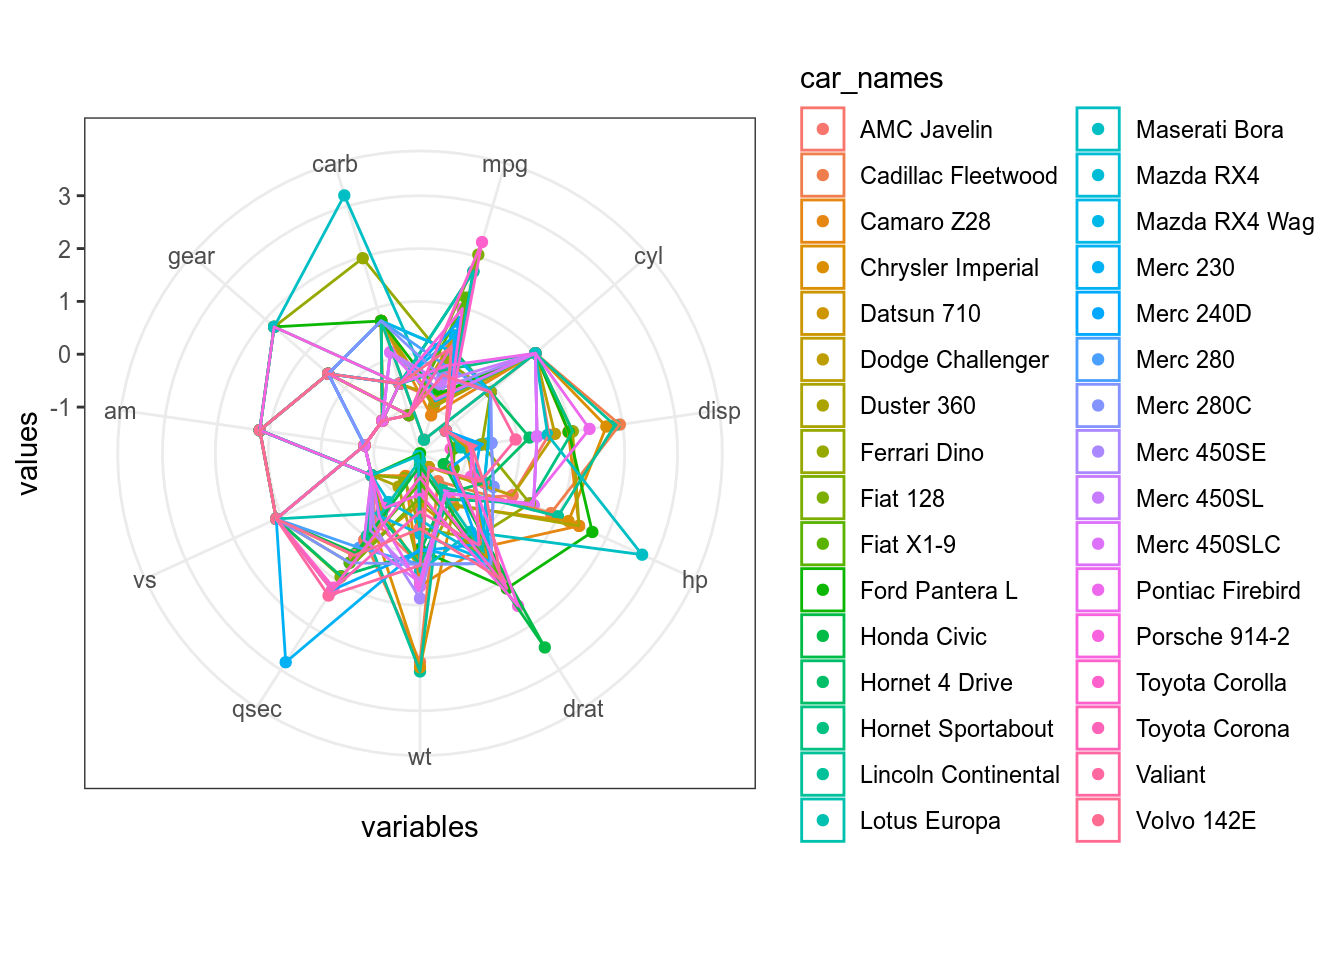 car_names
AMC Javelin
Cadillac Fleetwood
Camaro Z28
Chrysler Imperial
Datsun 710
Dodge Challenger
Duster 360
Ferrari Dino
Fiat 128
Fiat X1-9
Ford Pantera L
Honda Civic
Hornet 4 Drive
Hornet Sportabout
Lincoln Continental
Lotus Europa
Maserati Bora
Mazda RX4
Mazda RX4 Wag
Merc 230
Merc 240D
Merc 280
Merc 280C
Merc 450SE
Merc 450SL
Merc 450SLC
Pontiac Firebird
Porsche 914-2
Toyota Corolla
Toyota Corona
Valiant
Volvo 142E
values
3
2
1
0
-1
mpg
cyl
disp
hp
drat
wt
qsec
vs
am
gear
carb
variables